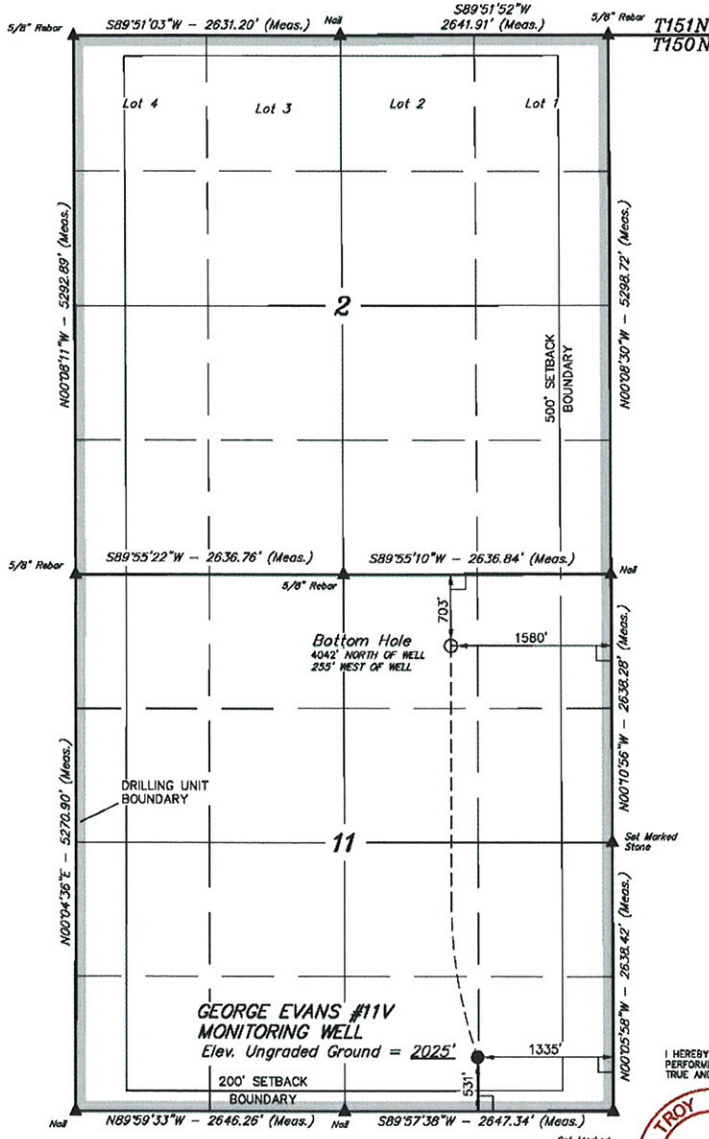 S89°51'52"W
5/8" Rebar
S89°51'03"W - 2631.20' (Meas.)
Nail
2641.91' (Meas.)
5/8" Rebar
T151N
T150N
Lot 4
Lot 3
Lot 2
Lot 1
N00°08'11"W - 5292.89' (Meas.)
2
500' SETBACK
BOUNDARY
N00°08'30"W - 5298.72' (Meas.)
5/8" Rebar
S89°55'22"W - 2636.76' (Meas.)
S89°55'10"W - 2636.84' (Meas.)
Nail
5/8" Rebar
703'
Bottom Hole
4042' NORTH OF WELL
255' WEST OF WELL
1580'
N00°10'56"W - 2638.28' (Meas.)
DRILLING UNIT
BOUNDARY
N00°04'36"E - 5270.90' (Meas.)
11
Set Marked
Stone
GEORGE EVANS #11V
MONITORING WELL
Elev. Ungraded Ground = 2025'
1335'
531'
N00°05'58"W - 2638.42' (Meas.)
200' SETBACK
BOUNDARY
Nail
N89°59'33"W - 2646.26' (Meas.)
Nail
S89°57'38"W - 2647.34' (Meas.)
Set Marked
I HEREBY
PERFORM
TRUE AN
TROY